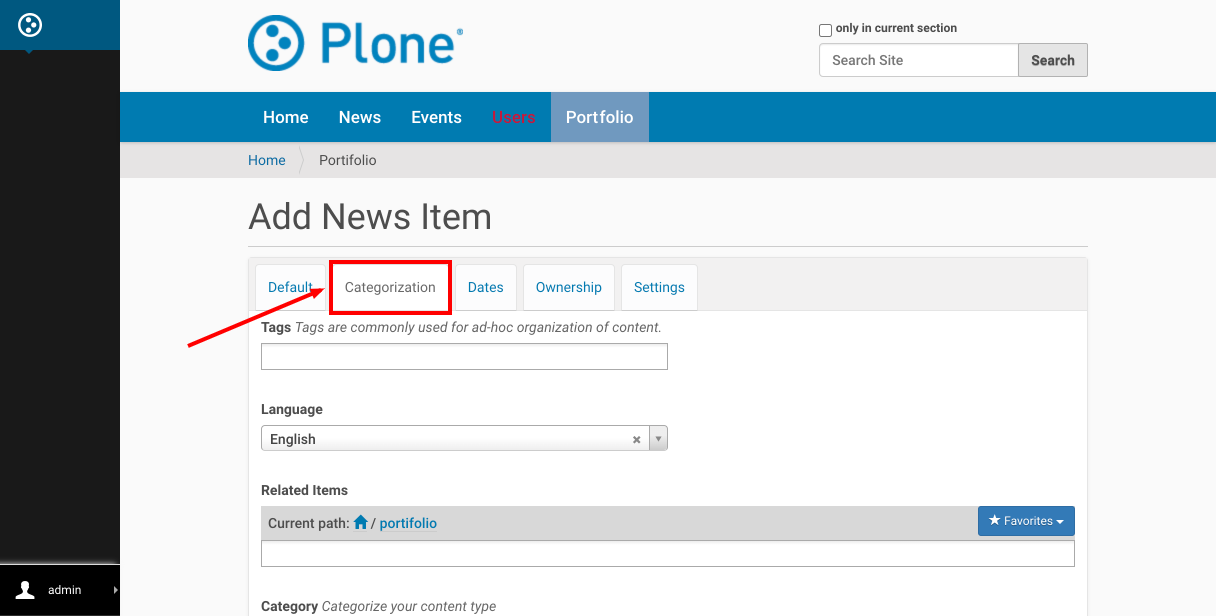 Plone®
only in current section
Search Site
Search
Home
News
Events
Users
Portfolio
Home
Portifolio
Add News Item
Default
Categorization
Dates
Ownership
Settings
Tags Tags are commonly used for ad-hoc organization of content.
Language
English
Related Items
Current path: / portifolio
Favorites
Category Categorize your content type
admin